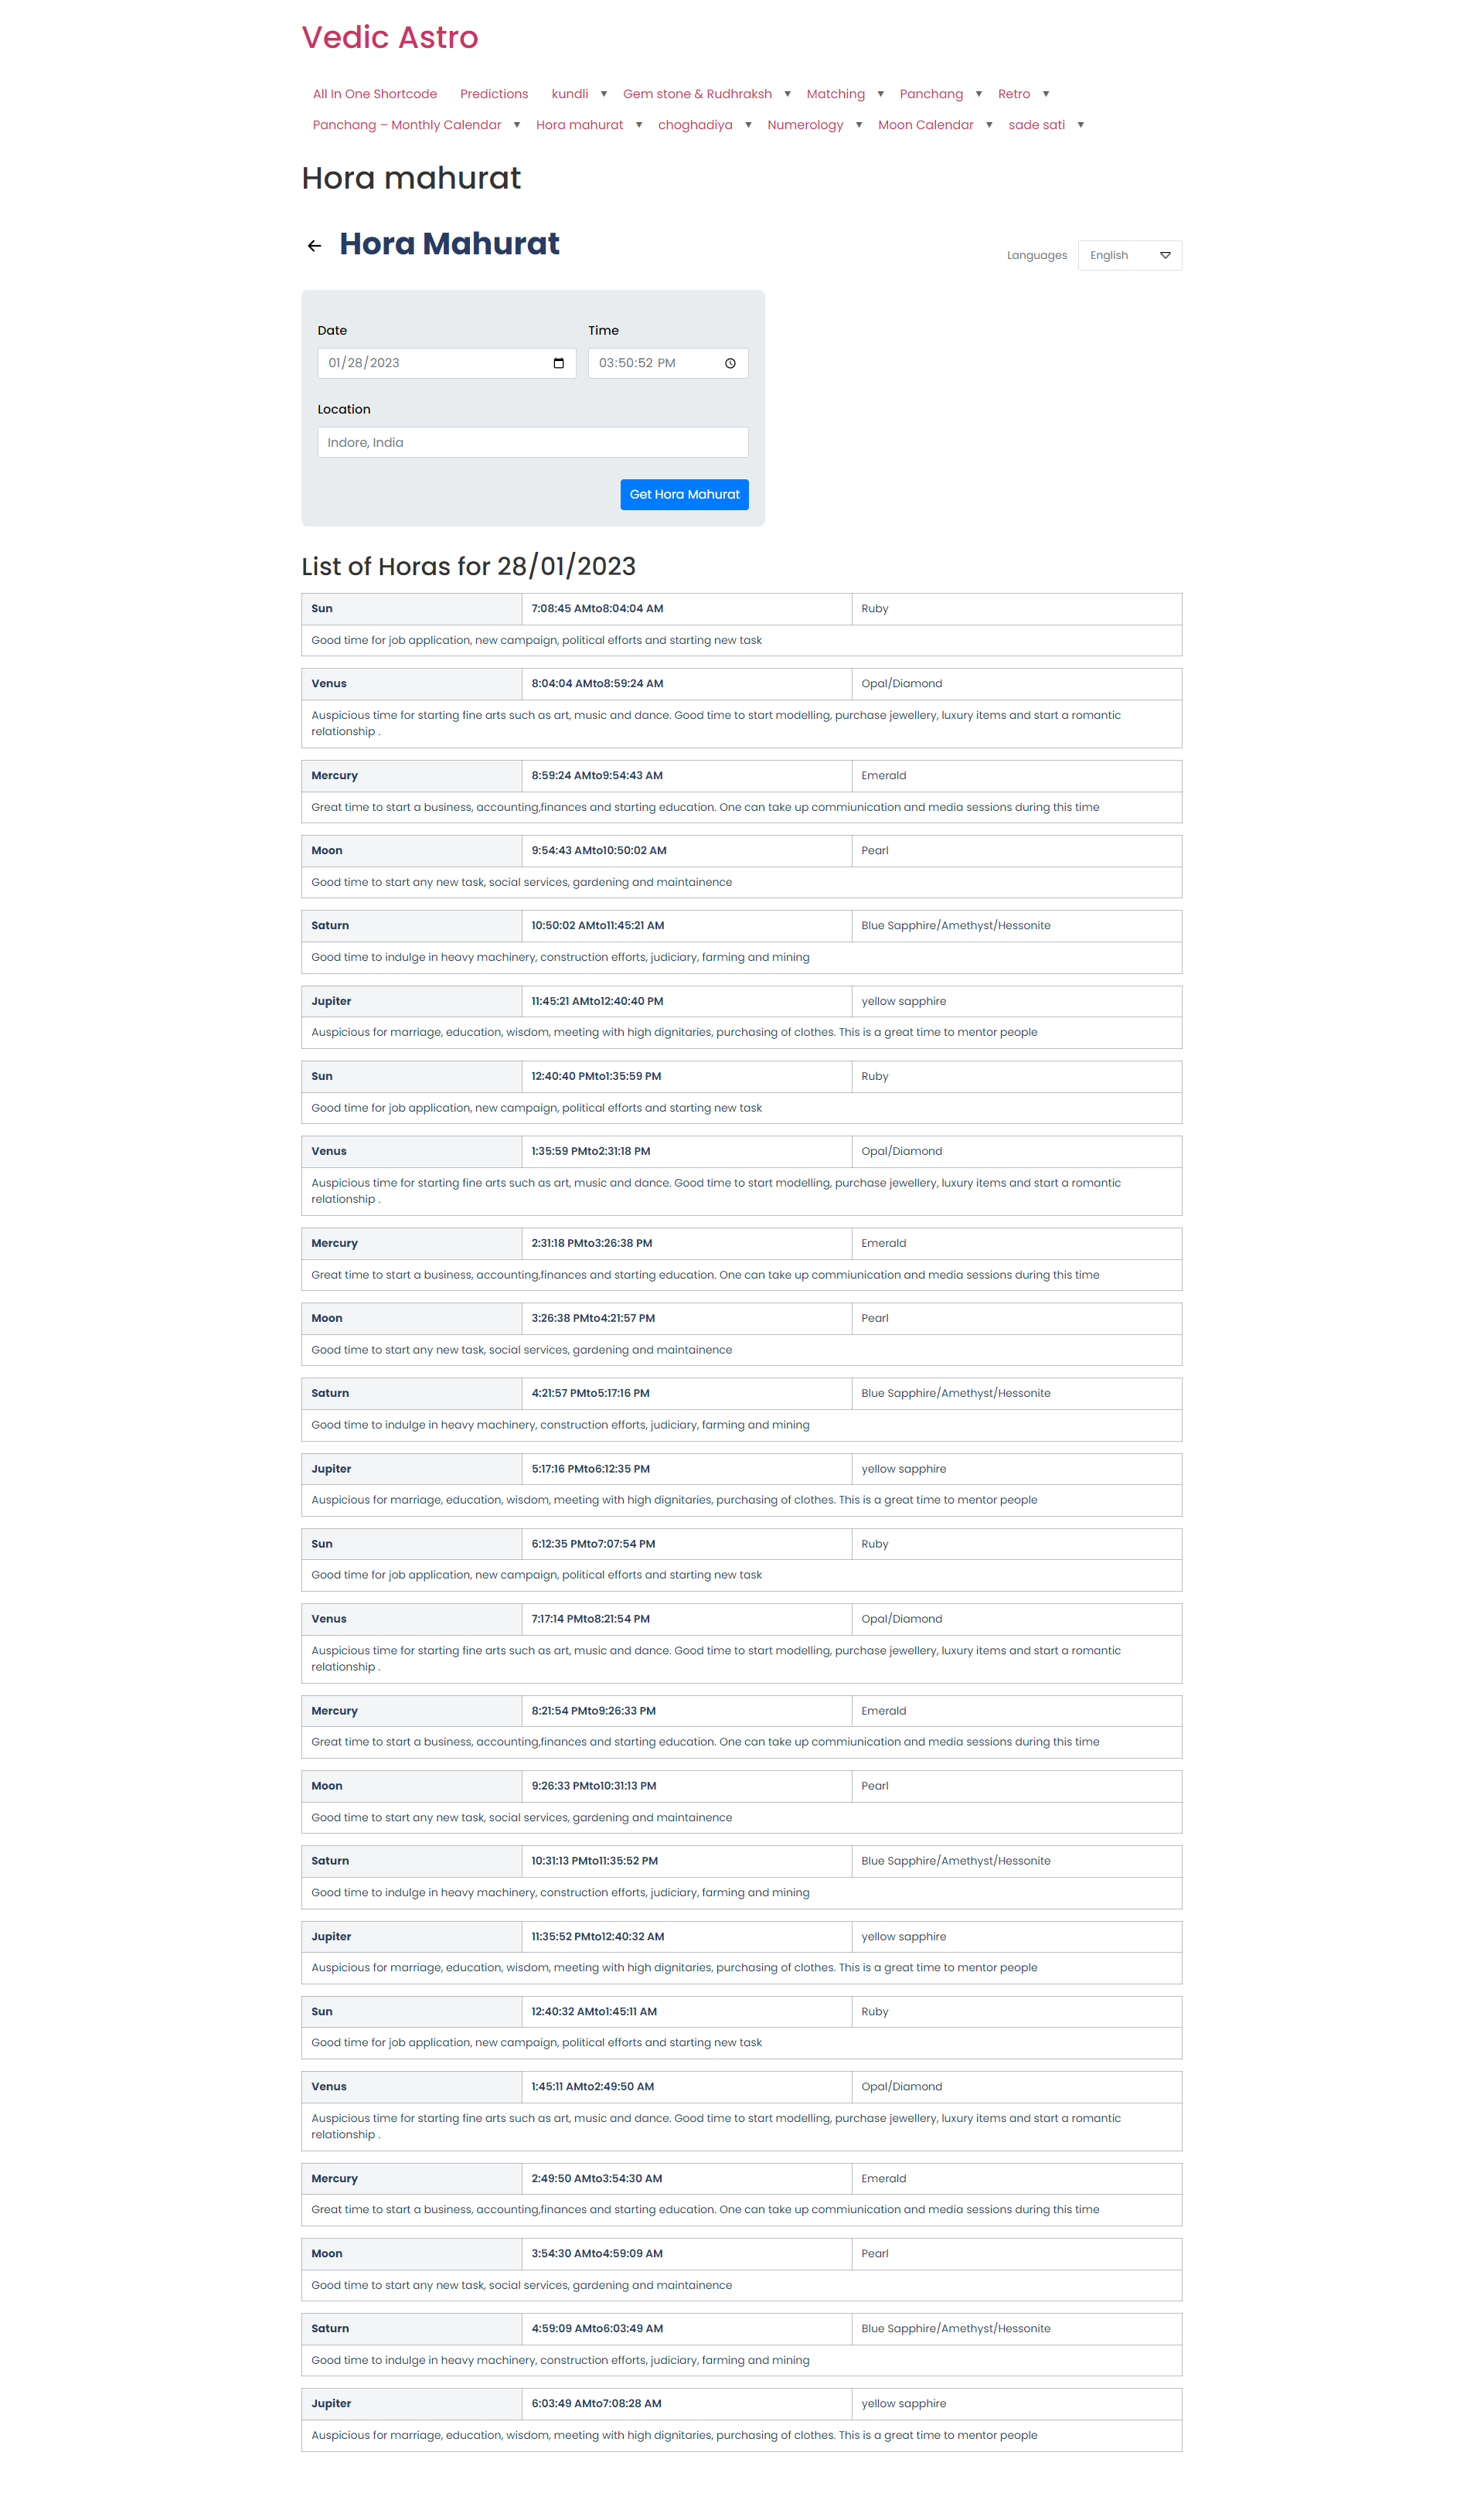 Vedic Astro
All In One Shortcode Predictions kundli ▼ Gem stone & Rudhraksh ▼ Matching ▼ Panchang ▼ Retro ▼
Panchang – Monthly Calendar ▼ Hora mahurat ▼ choghadiya ▼ Numerology ▼ Moon Calendar ▼ sade sati ▼
Hora mahurat
← Hora Mahurat
Languages English
Date Time
01/28/2023 03:50:52 PM
Location
Indore, India
Get Hora Mahurat
List of Horas for 28/01/2023
Sun 7:08:45 AMto8:04:04 AM Ruby
Good time for job application, new campaign, political efforts and starting new task
Venus 8:04:04 AMto8:59:24 AM Opal/Diamond
Auspicious time for starting fine arts such as art, music and dance. Good time to start modelling, purchase jewellery, luxury items and start a romantic
relationship .
Mercury 8:59:24 AMto9:54:43 AM Emerald
Great time to start a business, accounting,finances and starting education. One can take up commiunication and media sessions during this time
Moon 9:54:43 AMto10:50:02 AM Pearl
Good time to start any new task, social services, gardening and maintainence
Saturn 10:50:02 AMto11:45:21 AM Blue Sapphire/Amethyst/Hessonite
Good time to indulge in heavy machinery, construction efforts, judiciary, farming and mining
Jupiter 11:45:21 AMto12:40:40 PM yellow sapphire
Auspicious for marriage, education, wisdom, meeting with high dignitaries, purchasing of clothes. This is a great time to mentor people
Sun 12:40:40 PMto1:35:59 PM Ruby
Good time for job application, new campaign, political efforts and starting new task
Venus 1:35:59 PMto2:31:18 PM Opal/Diamond
Auspicious time for starting fine arts such as art, music and dance. Good time to start modelling, purchase jewellery, luxury items and start a romantic
relationship .
Mercury 2:31:18 PMto3:26:38 PM Emerald
Great time to start a business, accounting,finances and starting education. One can take up commiunication and media sessions during this time
Moon 3:26:38 PMto4:21:57 PM Pearl
Good time to start any new task, social services, gardening and maintainence
Saturn 4:21:57 PMto5:17:16 PM Blue Sapphire/Amethyst/Hessonite
Good time to indulge in heavy machinery, construction efforts, judiciary, farming and mining
Jupiter 5:17:16 PMto6:12:35 PM yellow sapphire
Auspicious for marriage, education, wisdom, meeting with high dignitaries, purchasing of clothes. This is a great time to mentor people
Sun 6:12:35 PMto7:07:54 PM Ruby
Good time for job application, new campaign, political efforts and starting new task
Venus 7:17:14 PMto8:21:54 PM Opal/Diamond
Auspicious time for starting fine arts such as art, music and dance. Good time to start modelling, purchase jewellery, luxury items and start a romantic
relationship .
Mercury 8:21:54 PMto9:26:33 PM Emerald
Great time to start a business, accounting,finances and starting education. One can take up commiunication and media sessions during this time
Moon 9:26:33 PMto10:31:13 PM Pearl
Good time to start any new task, social services, gardening and maintainence
Saturn 10:31:13 PMto11:35:52 PM Blue Sapphire/Amethyst/Hessonite
Good time to indulge in heavy machinery, construction efforts, judiciary, farming and mining
Jupiter 11:35:52 PMto12:40:32 AM yellow sapphire
Auspicious for marriage, education, wisdom, meeting with high dignitaries, purchasing of clothes. This is a great time to mentor people
Sun 12:40:32 AMto1:45:11 AM Ruby
Good time for job application, new campaign, political efforts and starting new task
Venus 1:45:11 AMto2:49:50 AM Opal/Diamond
Auspicious time for starting fine arts such as art, music and dance. Good time to start modelling, purchase jewellery, luxury items and start a romantic
relationship .
Mercury 2:49:50 AMto3:54:30 AM Emerald
Great time to start a business, accounting,finances and starting education. One can take up commiunication and media sessions during this time
Moon 3:54:30 AMto4:59:09 AM Pearl
Good time to start any new task, social services, gardening and maintainence
Saturn 4:59:09 AMto6:03:49 AM Blue Sapphire/Amethyst/Hessonite
Good time to indulge in heavy machinery, construction efforts, judiciary, farming and mining
Jupiter 6:03:49 AMto7:08:28 AM yellow sapphire
Auspicious for marriage, education, wisdom, meeting with high dignitaries, purchasing of clothes. This is a great time to mentor people